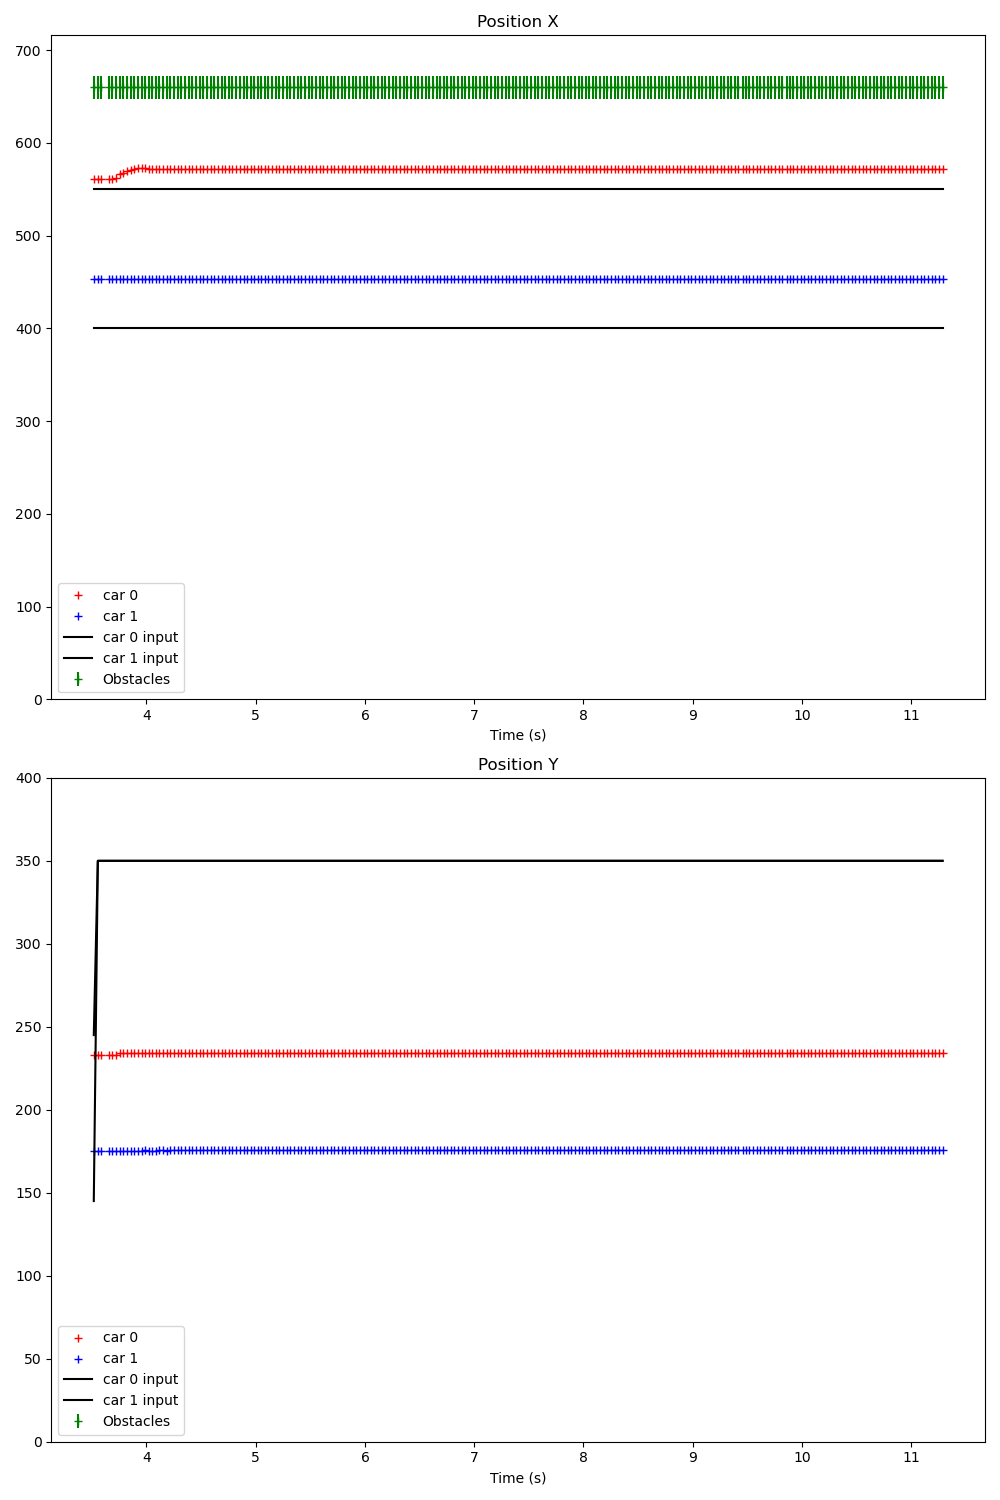 Position X
700
600
500
400
300
200
100
0
car 0
car 1
car 0 input
car 1 input
Obstacles
4 5 6 7 8 9 10 11
Time (s)
Position Y
400
350
300
250
200
150
100
50
0
car 0
car 1
car 0 input
car 1 input
Obstacles
4 5 6 7 8 9 10 11
Time (s)